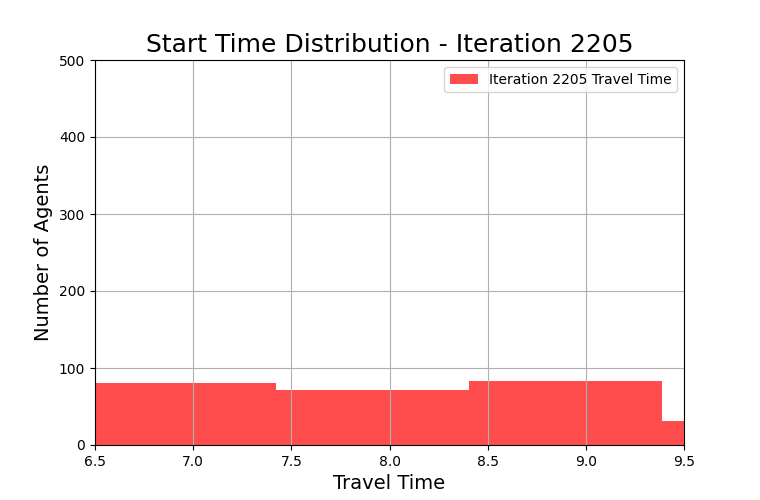 Start Time Distribution - Iteration 2205
500
400
300
200
100
0
Number of Agents
Iteration 2205 Travel Time
6.5 7.0 7.5 8.0 8.5 9.0 9.5
Travel Time